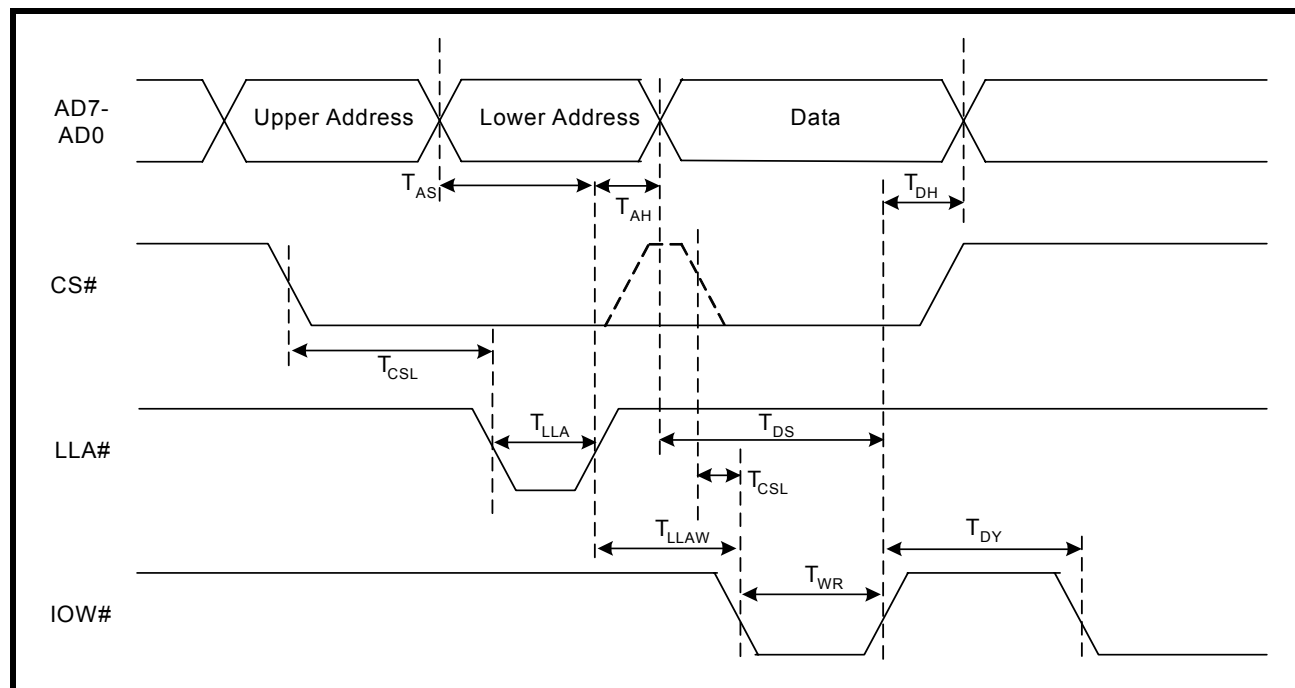 AD7-
AD0
Upper Address
Lower Address
Data
TAS
TAH
TDH
CS#
TCSL
LLA#
TLLA
TDS
TCSL
TLLAW
TDY
TWR
IOW#